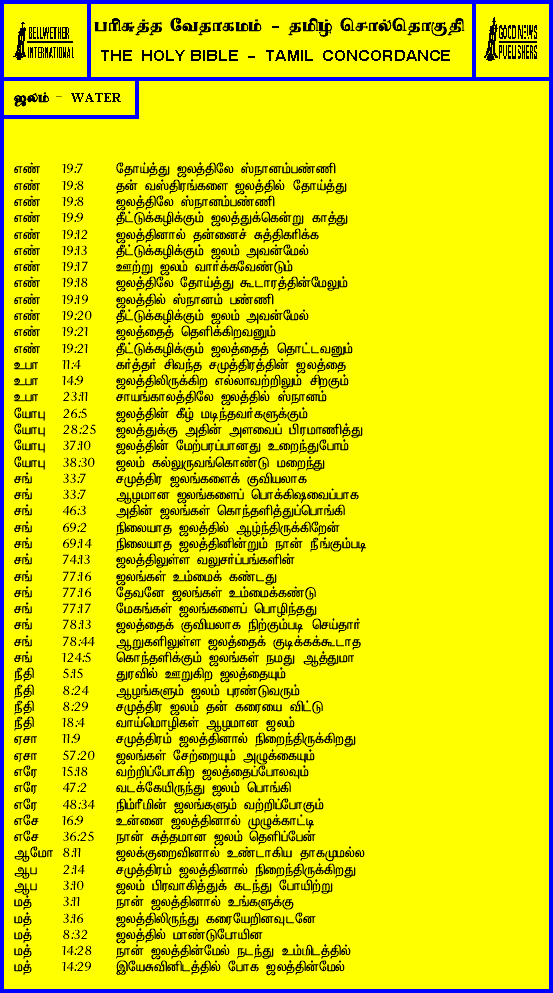 BELLWETHER
INTERNATIONAL
பரிசுத்த வேதாகமம் - தமிழ் சொல்தொகுதி
THE HOLY BIBLE - TAMIL CONCORDANCE
GOOD NEWS
PUBLISHERS
ஜலம் - WATER
எண் 19:7 தோய்த்து ஜலத்திலே ஸ்நானம்பண்ணி
எண் 19:8 தன் வஸ்திரங்களை ஜலத்தில் தோய்த்து
எண் 19:8 ஜலத்திலே ஸ்நானம்பண்ணி
எண் 19:9 தீட்டுக்கழிக்கும் ஜலத்துக்கென்று காத்து
எண் 19:12 ஜலத்தினால் தன்னைச் சுத்திகரிக்க
எண் 19:13 தீட்டுக்கழிக்கும் ஜலம் அவன்மேல்
எண் 19:17 ஊற்று ஜலம் வார்க்கவேண்டும்
எண் 19:18 ஜலத்திலே தோய்த்து கூடாரத்தின்மேலும்
எண் 19:19 ஜலத்தில் ஸ்நானம் பண்ணி
எண் 19:20 தீட்டுக்கழிக்கும் ஜலம் அவன்மேல்
எண் 19:21 ஜலத்தைத் தெளிக்கிறவனும்
எண் 19:21 தீட்டுக்கழிக்கும் ஜலத்தைத் தொட்டவனும்
உபா 11:4 கர்த்தர் சிவந்த சமுத்திரத்தின் ஜலத்தை
உபா 14:9 ஜலத்திலிருக்கிற எல்லாவற்றிலும் சிறகும்
உபா 23:11 சாயங்காலத்திலே ஜலத்தில் ஸ்நானம்
யோபு 26:5 ஜலத்தின் கீழ் மடிந்தவர்களுக்கும்
யோபு 28:25 ஜலத்துக்கு அதின் அளவைப் பிரமாணித்து
யோபு 37:10 ஜலத்தின் மேற்பரப்பானது உறைந்துபோம்
யோபு 38:30 ஜலம் கல்லுருவங்கொண்டு மறைந்து
சங் 33:7 சமுத்திர ஜலங்களைக் குவியலாக
சங் 33:7 ஆழமான ஜலங்களைப் பொக்கிஷவைப்பாக
சங் 46:3 அதின் ஜலங்கள் கொந்தளித்துப்பொங்கி
சங் 69:2 நிலையாத ஜலத்தில் ஆழ்ந்திருக்கிறேன்
சங் 69:14 நிலையாத ஜலத்தினின்றும் நான் நீங்கும்படி
சங் 74:13 ஜலத்திலுள்ள வலுசர்ப்பங்களின்
சங் 77:16 ஜலங்கள் உம்மைக் கண்டது
சங் 77:16 தேவனே ஜலங்கள் உம்மைக்கண்டு
சங் 77:17 மேகங்கள் ஜலங்களைப் பொழிந்தது
சங் 78:13 ஜலத்தைக் குவியலாக நிற்கும்படி செய்தார்
சங் 78:44 ஆறுகளிலுள்ள ஜலத்தைக் குடிக்கக்கூடாத
சங் 124:5 கொந்தளிக்கும் ஜலங்கள் நமது ஆத்துமா
நீதி 5:15 துரவில் ஊறுகிற ஜலத்தையும்
நீதி 8:24 ஆழங்களும் ஜலம் புரண்டுவரும்
நீதி 8:29 சமுத்திர ஜலம் தன் கரையை விட்டு
நீதி 18:4 வாய்மொழிகள் ஆழமான ஜலம்
ஏசா 11:9 சமுத்திரம் ஜலத்தினால் நிறைந்திருக்கிறது
ஏசா 57:20 ஜலங்கள் சேற்றையும் அழுக்கையும்
எரே 15:18 வற்றிப்போகிற ஜலத்தைப்போலவும்
எரே 47:2 வடக்கேயிருந்து ஜலம் பொங்கி
எரே 48:34 நிம்ரீமின் ஜலங்களும் வற்றிப்போகும்
எசே 16:9 உன்னை ஜலத்தினால் முழுக்காட்டி
எசே 36:25 நான் சுத்தமான ஜலம் தெளிப்பேன்
ஆமோ 8:11 ஜலக்குறைவினால் உண்டாகிய தாகமுமல்ல
ஆப 2:14 சமுத்திரம் ஜலத்தினால் நிறைந்திருக்கிறது
ஆப 3:10 ஜலம் பிரவாகித்துக் கடந்து போயிற்று
மத் 3:11 நான் ஜலத்தினால் உங்களுக்கு
மத் 3:16 ஜலத்திலிருந்து கரையேறினவுடனே
மத் 8:32 ஜலத்தில் மாண்டுபோயின
மத் 14:28 நான் ஜலத்தின்மேல் நடந்து உம்மிடத்தில்
மத் 14:29 இயேசுவினிடத்தில் போக ஜலத்தின்மேல்